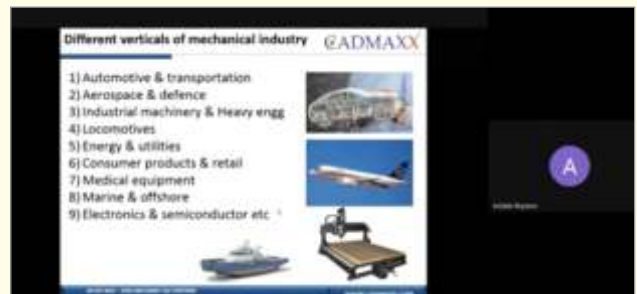 Different verticals of mechanical industry
CADMAXX
1) Automotive & transportation
2) Aerospace & defence
3) Industrial machinery & Heavy engg
4) Locomotives
5) Energy & utilities
6) Consumer products & retail
7) Medical equipment
8) Marine & offshore
9) Electronics & semiconductor etc
A